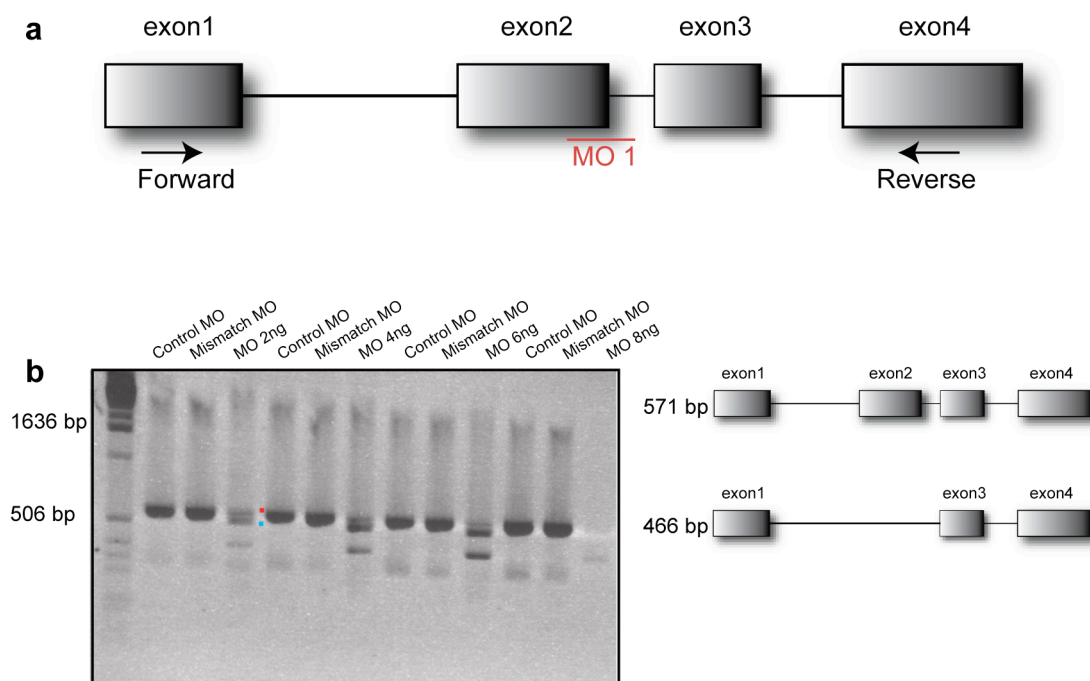 a
exon1 exon2 exon3 exon4
MO 1
Forward Reverse
b
Control MO
Mismatch MO
MO 2ng
Control MO
Mismatch MO
MO 4ng
Control MO
Mismatch MO
MO 6ng
Control MO
Mismatch MO
MO 8ng
1636 bp
506 bp
exon1 exon2 exon3 exon4
571 bp
exon1 exon3 exon4
466 bp